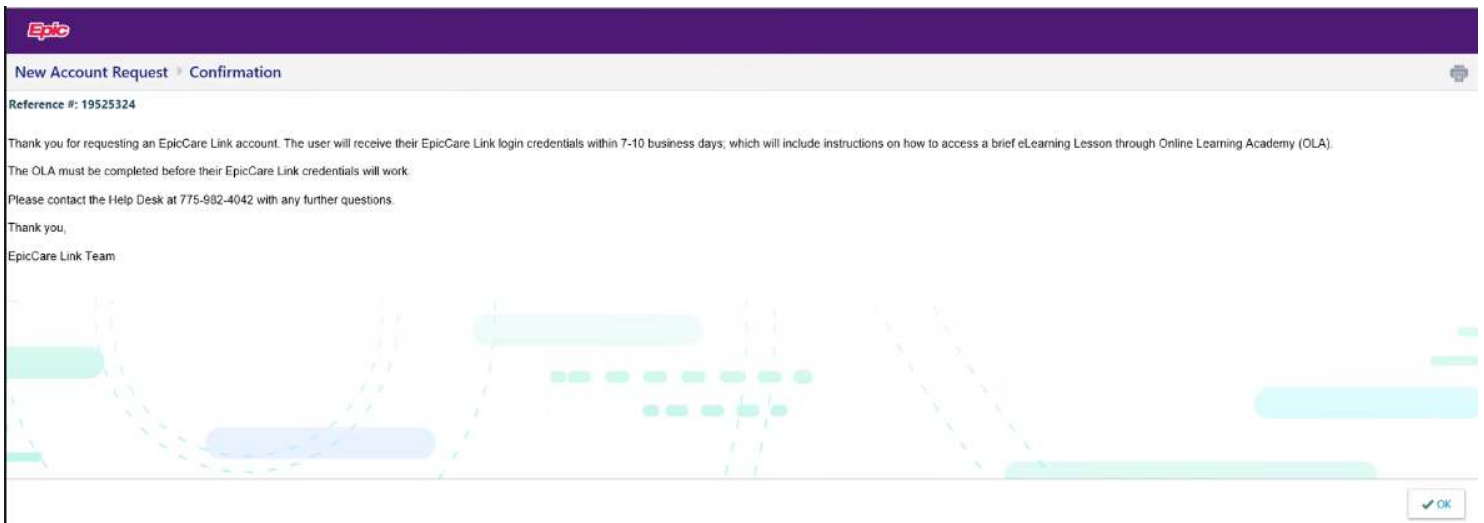 Epic
New Account Request Confirmation
Reference #: 19525324
Thank you for requesting an EpicCare Link account. The user will receive their EpicCare Link login credentials within 7-10 business days, which will include instructions on how to access a brief eLearning Lesson through Online Learning Academy (OLA).
The OLA must be completed before their EpicCare Link credentials will work.
Please contact the Help Desk at 775-982-4042 with any further questions.
Thank you,
EpicCare Link Team
OK